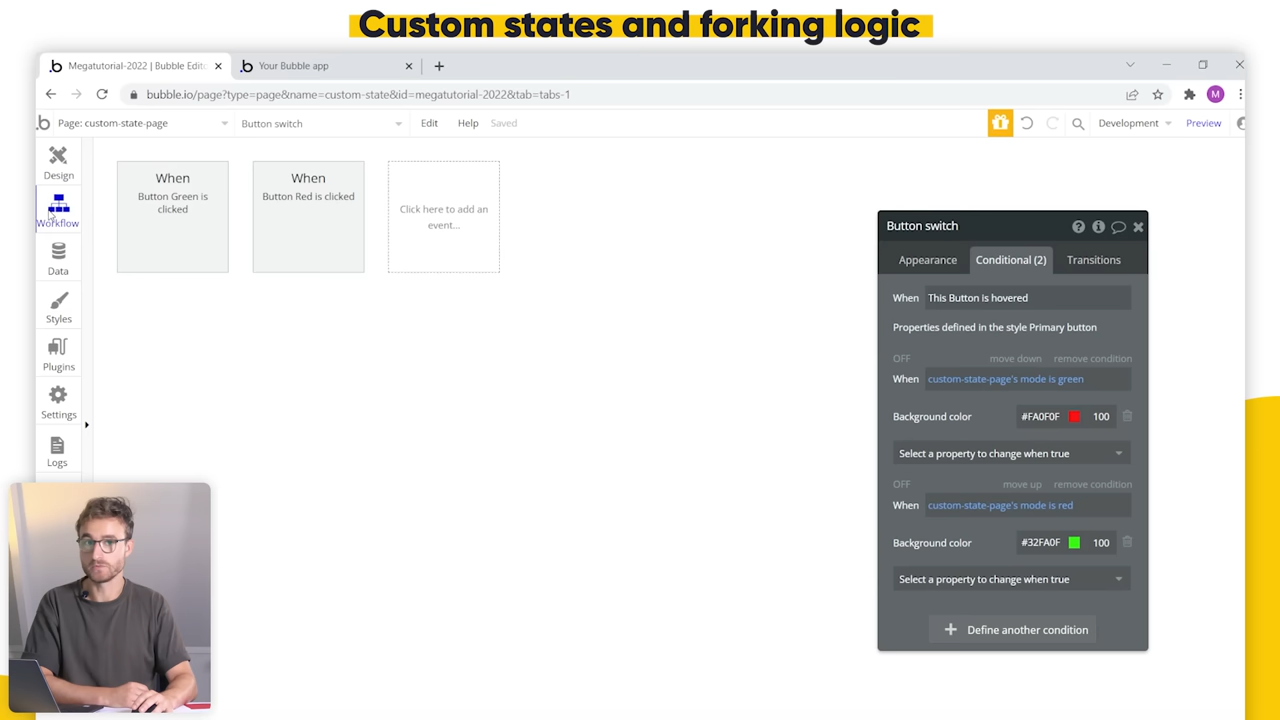 Custom states and forking logic
Megatutorial-2022 | Bubble Edit
Your Bubble app
bubble.io/page?type=page&name=custom-state&id=megatutorial-2022&tab=tabs-1
M
Page: custom-state-page
Button switch
Edit
Help
Saved
Development
Preview
Design
Workflow
Data
Styles
Plugins
Settings
Logs
When
Button Green is
clicked
When
Button Red is clicked
Click here to add an
event...
Button switch
Appearance
Conditional (2)
Transitions
When This Button is hovered
Properties defined in the style Primary button
OFF move down remove condition
When custom-state-page's mode is green
Background color #FA0F0F 100
Select a property to change when true
OFF move up remove condition
When custom-state-page's mode is red
Background color #32FA0F 100
Select a property to change when true
Define another condition